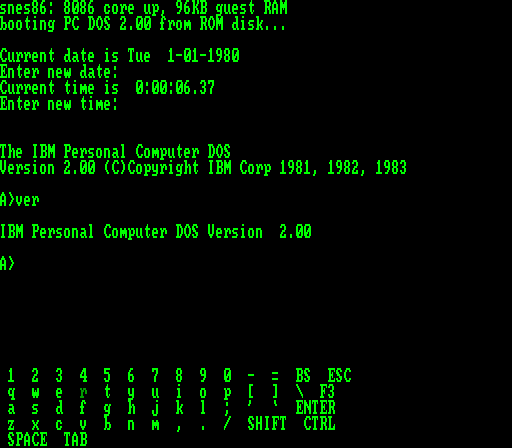 snes86: 8086 core up, 96KB guest RAM
booting PC DOS 2.00 from ROM disk...
Current date is Tue  1-01-1980
Enter new date:
Current time is  0:00:06.37
Enter new time:
The IBM Personal Computer DOS
Version 2.00 (C)Copyright IBM Corp 1981, 1982, 1983
A>ver
IBM Personal Computer DOS Version  2.00
A>
1 2 3 4 5 6 7 8 9 0 - = BS ESC
q w e r t y u i o p [ ] \ F3
a s d f g h j k l ; ' ` ENTER
z x c v b n m , . / SHIFT CTRL
SPACE TAB